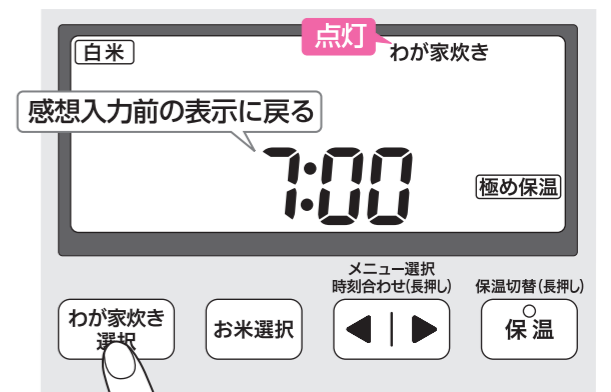 点灯
白米
わが家炊き
感想入力前の表示に戻る
7:00
極め保温
メニュー選択
時刻合わせ(長押し)
保温切替(長押し)
わが家炊き
選択
お米選択
保温